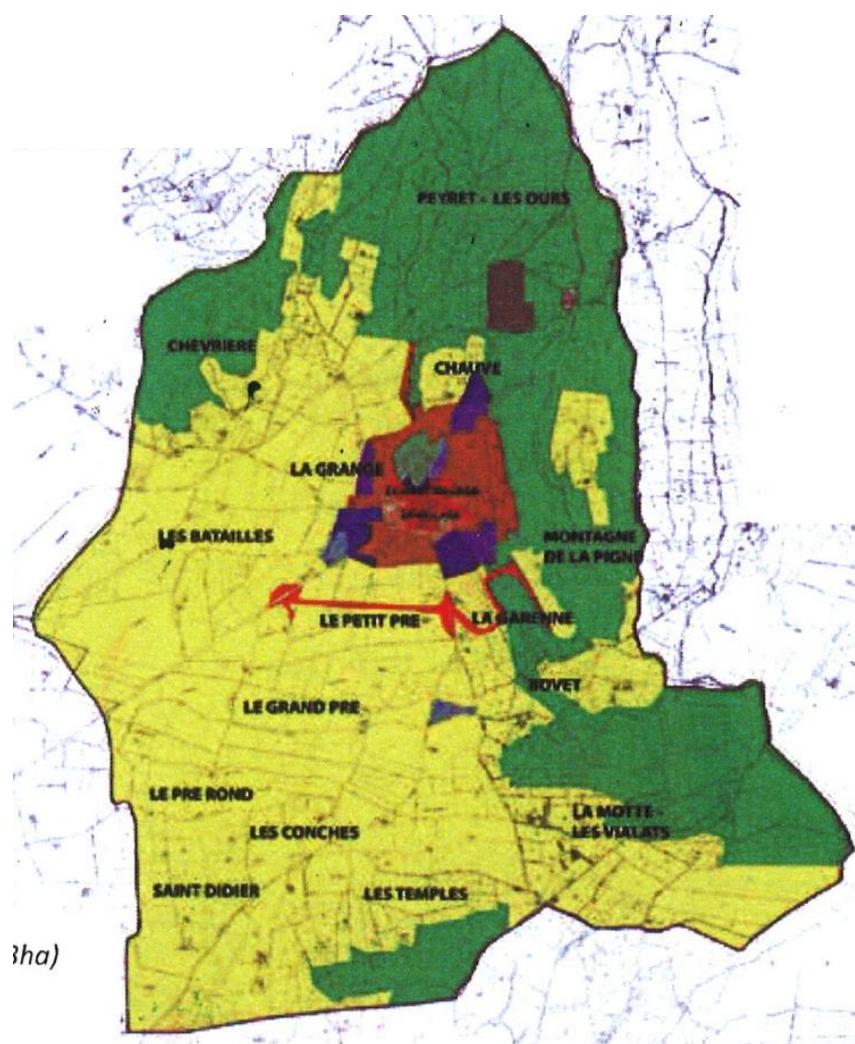 PEYRET - LES OURS
CHEVRIERE
CHAUVE
LA GRANGE
LES BATAILLES
MONTAGNE
DE LA PIGNE
LE PETIT PRE
LA GARENNE
BOVET
LE GRAND PRE
LE PRE ROND
LA MOTTE -
LES VIALATS
LES CONCHES
SAINT DIDIER
LES TEMPLES
3ha)